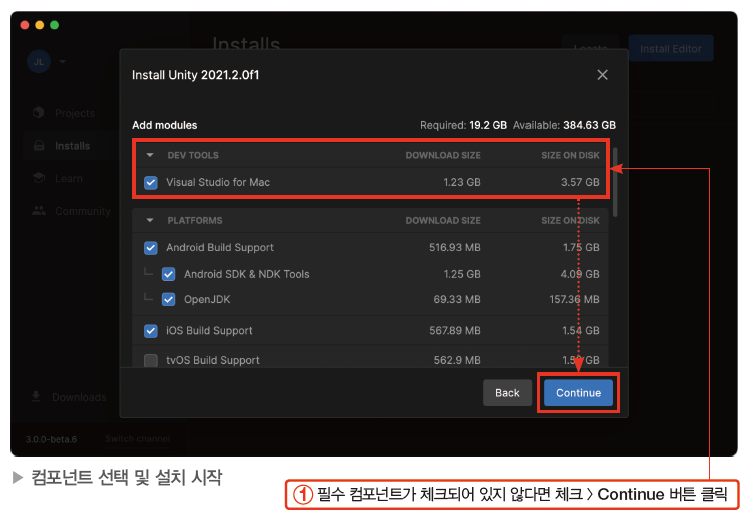 Installs
JL
Locate
Install Editor
Install Unity 2021.2.0f1
Projects
Installs
Learn
Community
Add modules
Required: 19.2 GB Available: 384.63 GB
DEV TOOLS DOWNLOAD SIZE SIZE ON DISK
Visual Studio for Mac 1.23 GB 3.57 GB
PLATFORMS DOWNLOAD SIZE SIZE ON DISK
Android Build Support 516.93 MB 1.75 GB
Android SDK & NDK Tools 1.25 GB 4.09 GB
OpenJDK 69.33 MB 157.36 MB
iOS Build Support 567.89 MB 1.54 GB
tvOS Build Support 562.9 MB GB
Back
Continue
Downloads
3.0.0-beta.6 Switch channel
▶ 컴포넌트 선택 및 설치 시작
① 필수 컴포넌트가 체크되어 있지 않다면 체크 > Continue 버튼 클릭